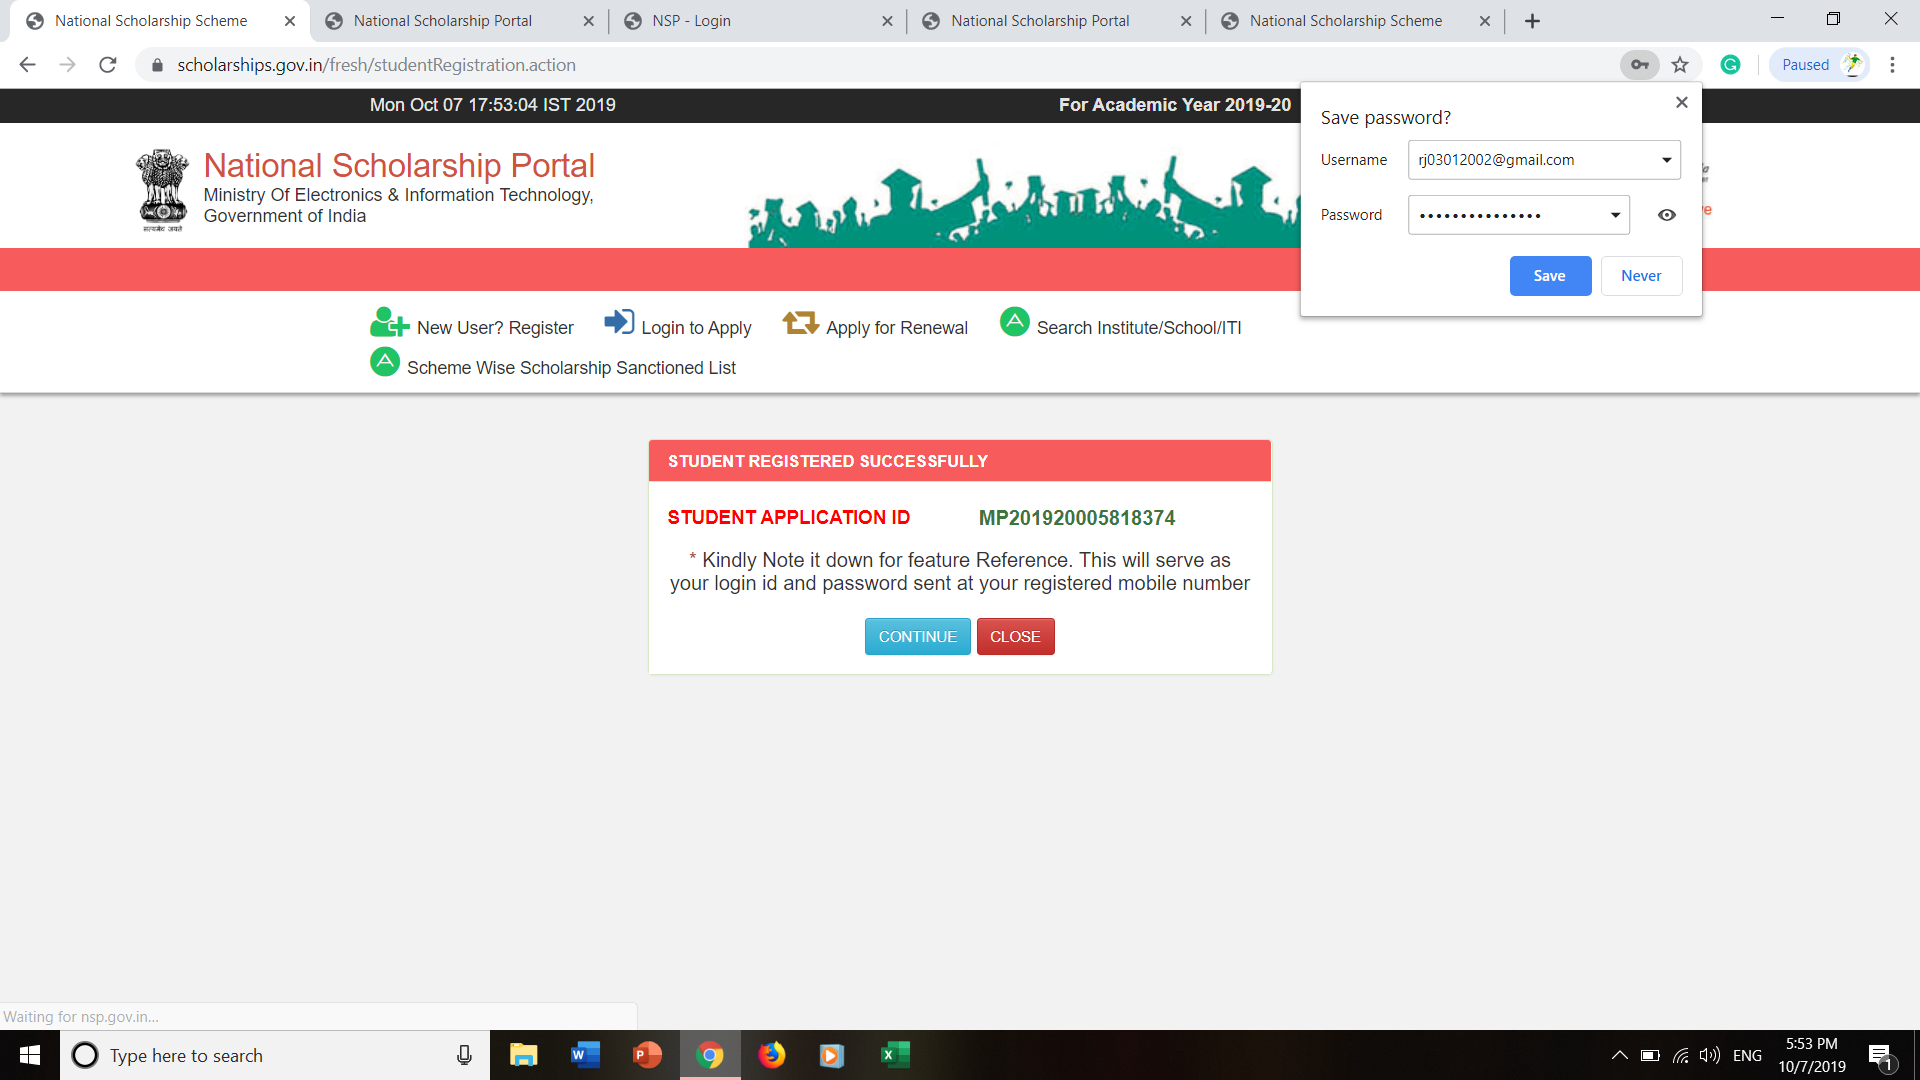 National Scholarship Scheme
National Scholarship Portal
NSP - Login
National Scholarship Portal
National Scholarship Scheme
scholarships.gov.in/fresh/studentRegistration.action
Paused
Mon Oct 07 17:53:04 IST 2019
For Academic Year 2019-20
Save password?
Username
rj03012002@gmail.com
Password
•••••••••••••••
Save
Never
National Scholarship Portal
Ministry Of Electronics & Information Technology,
Government of India
सत्यमेव जयते
New User? Register
Login to Apply
Apply for Renewal
Search Institute/School/ITI
Scheme Wise Scholarship Sanctioned List
STUDENT REGISTERED SUCCESSFULLY
STUDENT APPLICATION ID
MP201920005818374
* Kindly Note it down for feature Reference. This will serve as
your login id and password sent at your registered mobile number
CONTINUE
CLOSE
Waiting for nsp.gov.in...
Type here to search
ENG
5:53 PM
10/7/2019
1